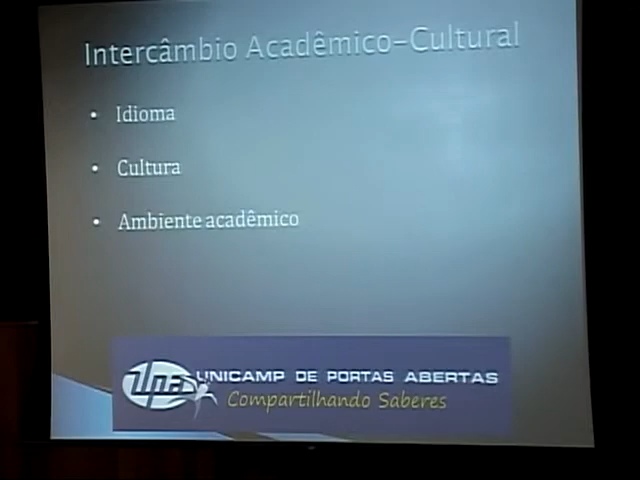 Intercâmbio Acadêmico-Cultural
• Idioma
• Cultura
• Ambiente acadêmico
upa UNICAMP DE PORTAS ABERTAS
Compartilhando Saberes